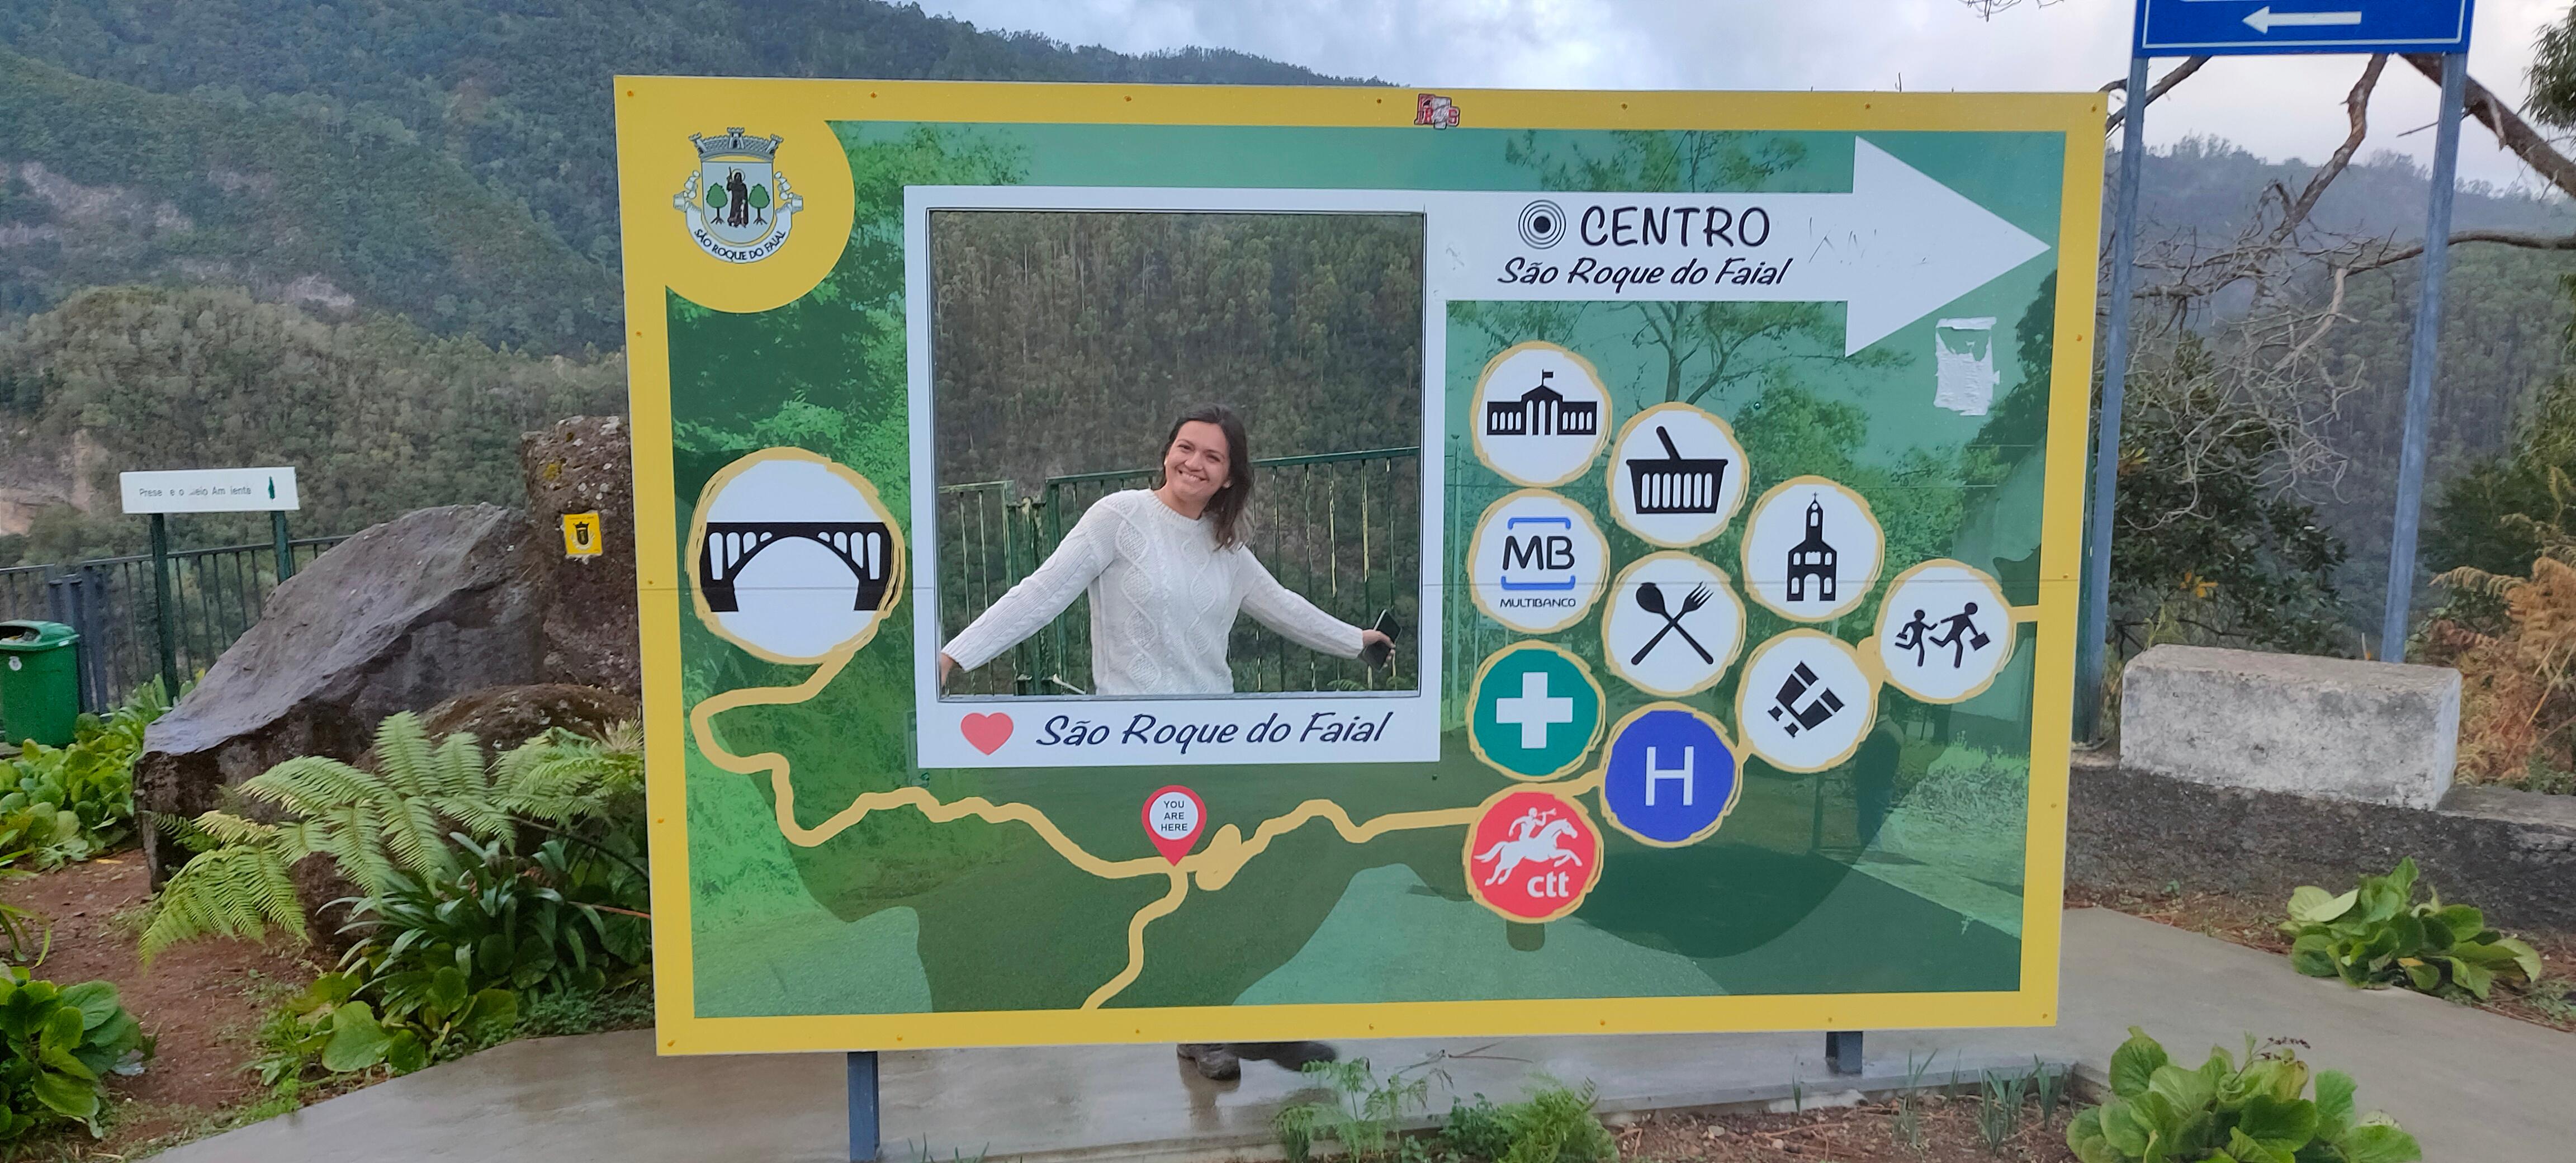 SÃO ROQUE DO FAIAL
CENTRO
São Roque do Faial
MB
MULTIBANCO
São Roque do Faial
YOU
ARE
HERE
H
ctt